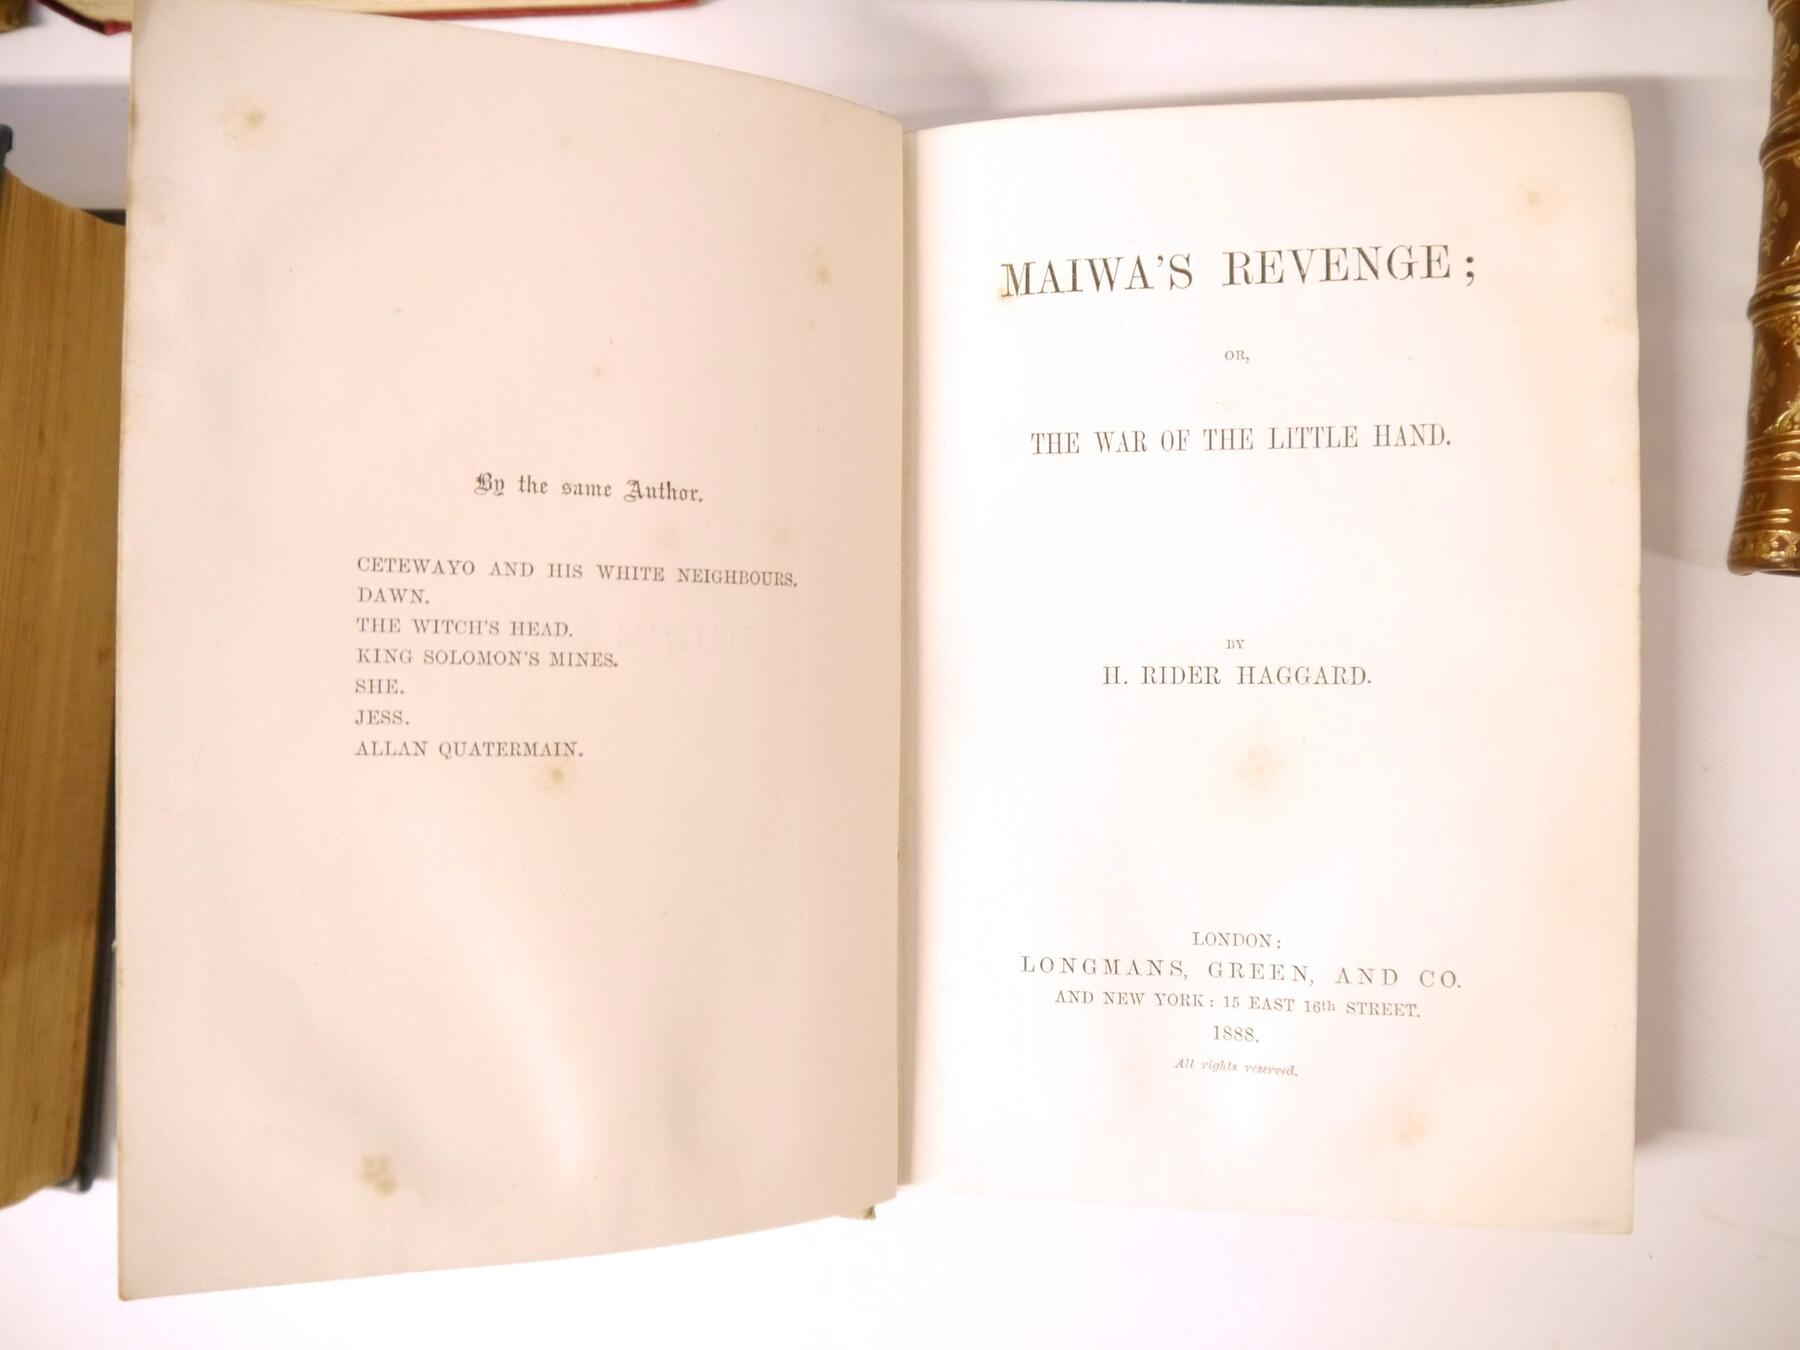 By the same Author.
CETEWAYO AND HIS WHITE NEIGHBOURS.
DAWN.
THE WITCH'S HEAD.
KING SOLOMON'S MINES.
SHE.
JESS.
ALLAN QUATERMAIN.
MAIWA'S REVENGE;
OR,
THE WAR OF THE LITTLE HAND.
BY
H. RIDER HAGGARD.
LONDON:
LONGMANS, GREEN, AND CO.
AND NEW YORK: 15 EAST 16th STREET.
1888.
All rights reserved.